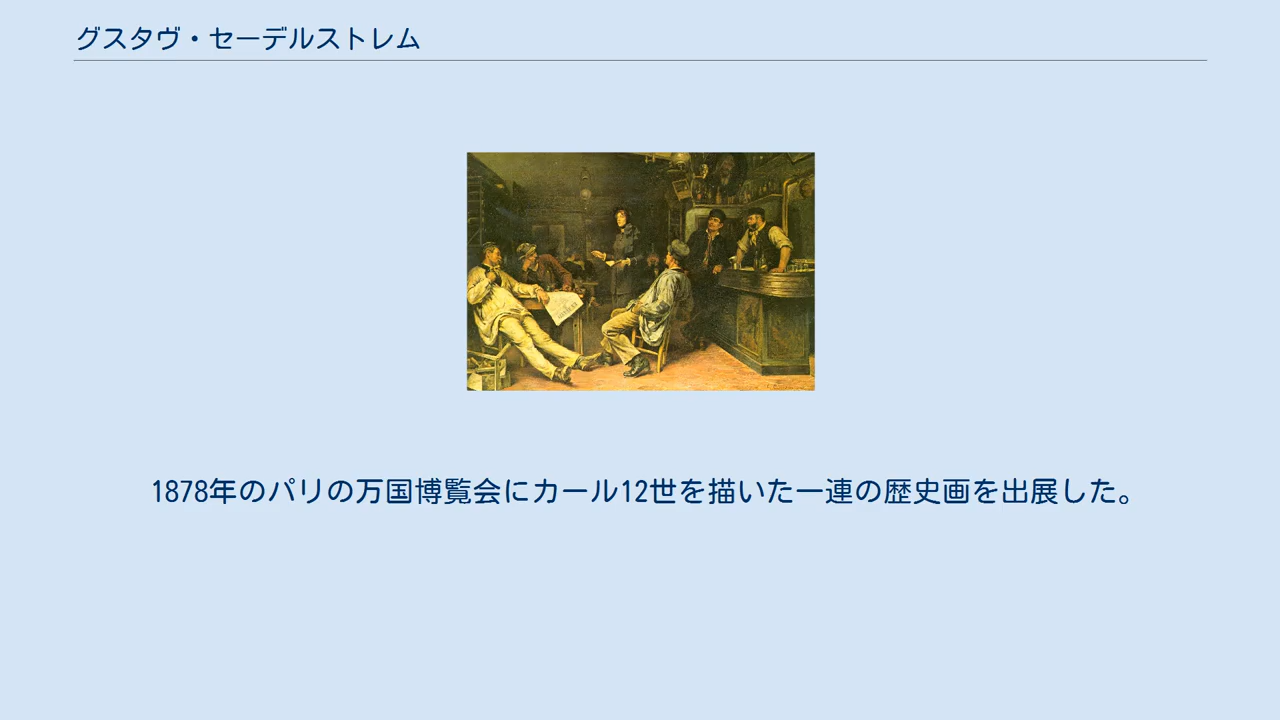 グスタヴ・セーデルストレム
1878年のパリの万国博覧会にカール12世を描いた一連の歴史画を出展した。